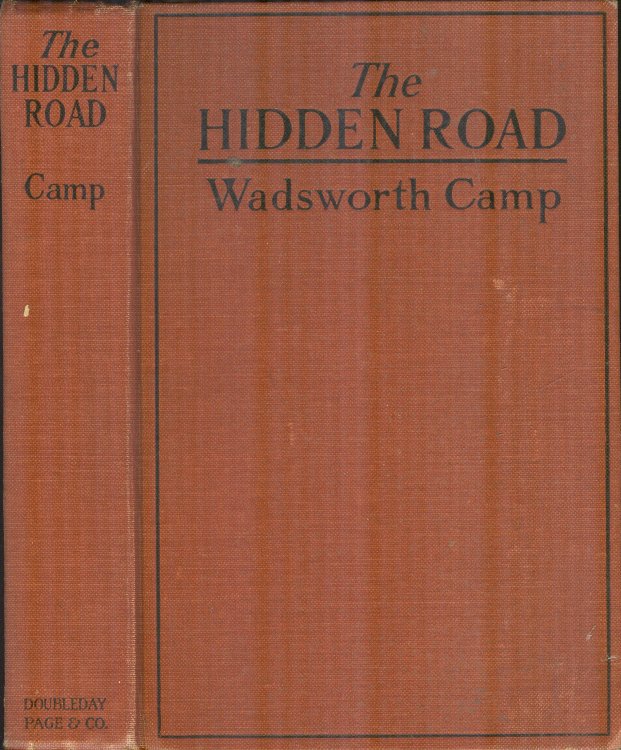 The
HIDDEN
ROAD
Camp
DOUBLEDAY
PAGE & CO.
The
HIDDEN ROAD
Wadsworth Camp